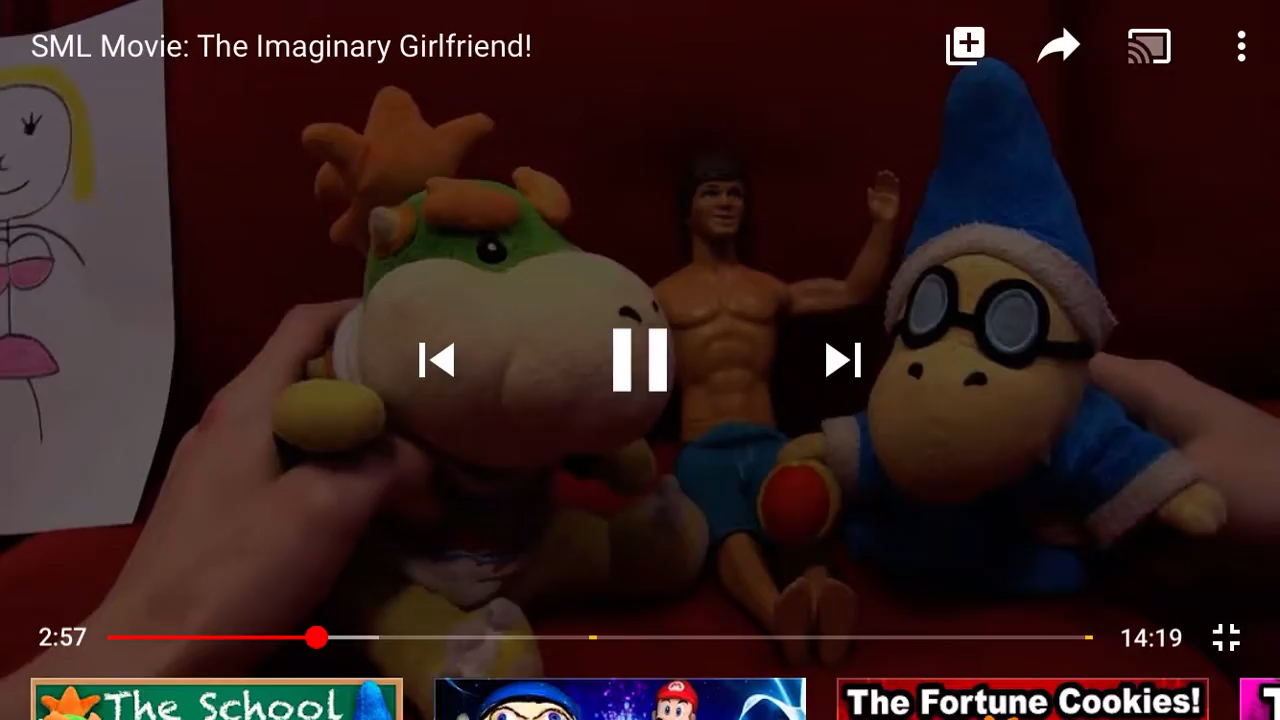 SML Movie: The Imaginary Girlfriend!
2:57
14:19
The School
The Fortune Cookies!